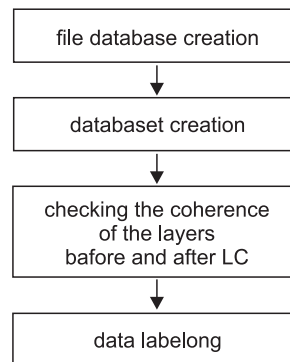 file database creation
databaset creation
checking the coherence
of the layers
bafore and after LC
data labelong